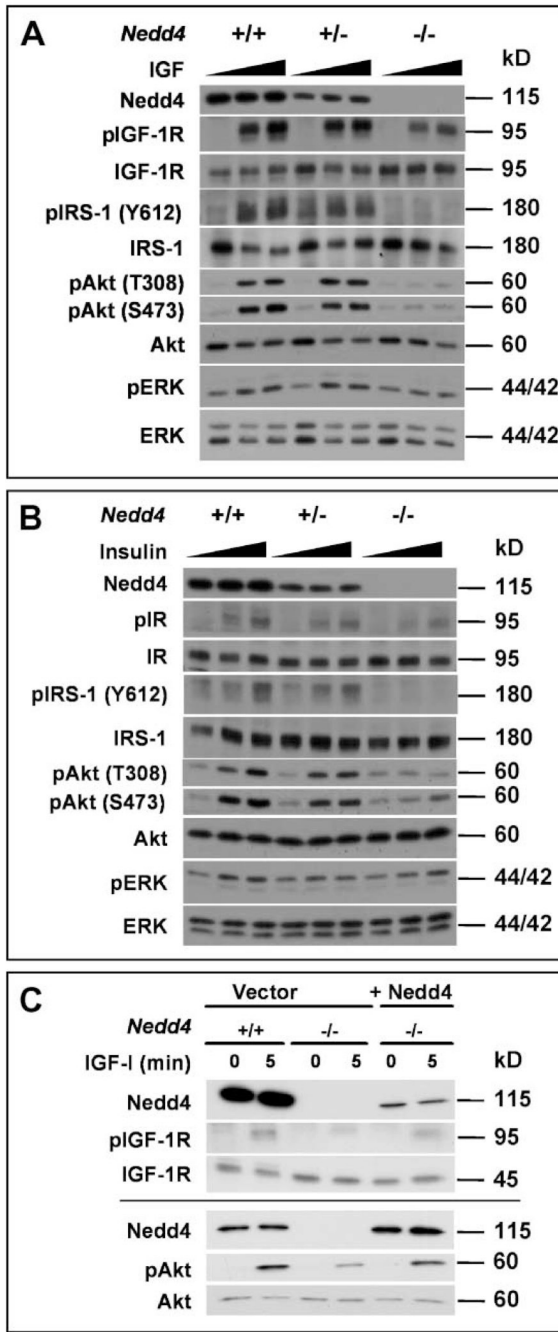 A
Nedd4 +/+ +/- -/-
IGF kD
Nedd4 115
pIGF-1R 95
IGF-1R 95
pIRS-1 (Y612) 180
IRS-1 180
pAkt (T308) 60
pAkt (S473) 60
Akt 60
pERK 44/42
ERK 44/42
B
Nedd4 +/+ +/- -/-
Insulin kD
Nedd4 115
pIR 95
IR 95
pIRS-1 (Y612) 180
IRS-1 180
pAkt (T308) 60
pAkt (S473) 60
Akt 60
pERK 44/42
ERK 44/42
C
Vector + Nedd4
Nedd4 +/+ -/- -/-
IGF-I (min) 0 5 0 5 0 5 kD
Nedd4 115
pIGF-1R 95
IGF-1R 45
Nedd4 115
pAkt 60
Akt 60